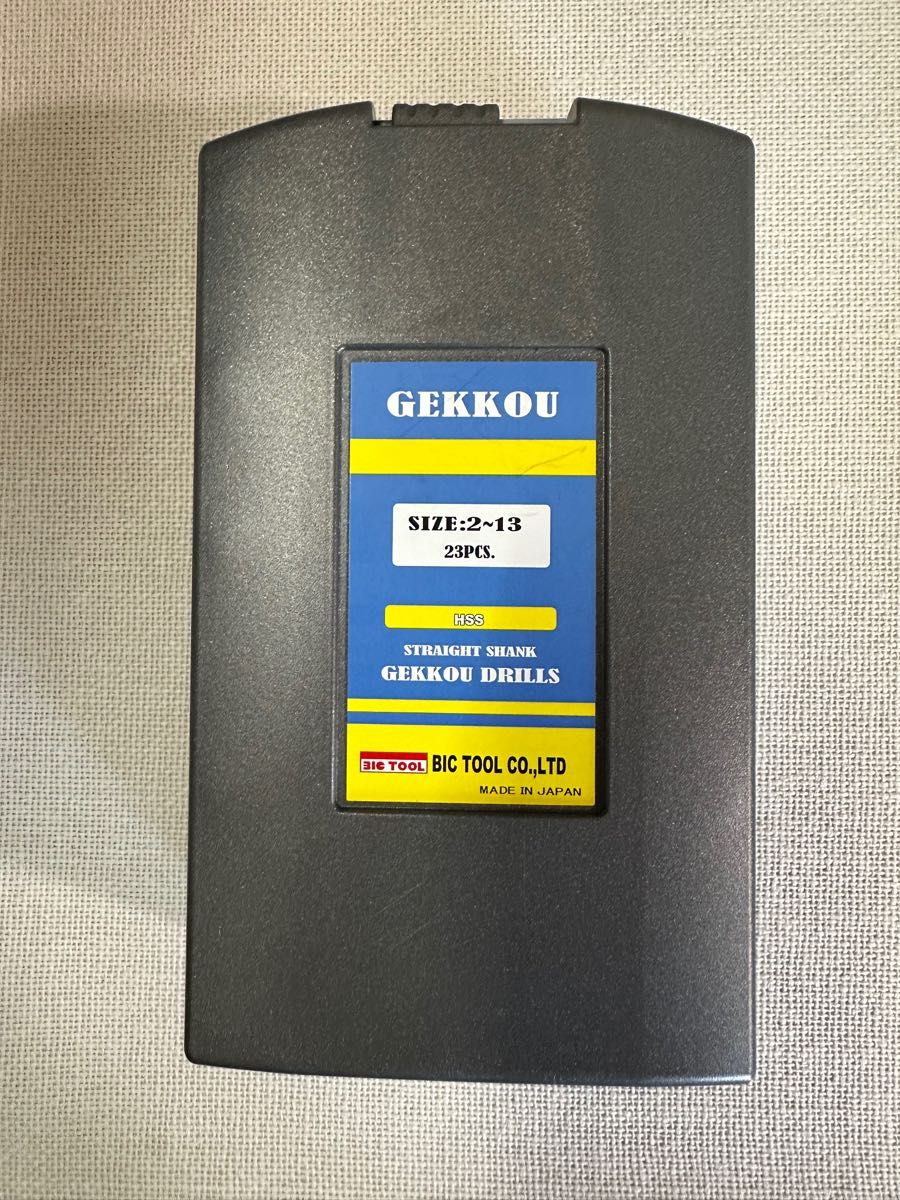 GEKKOU
SIZE:2~13
23PCS.
HSS
STRAIGHT SHANK
GEKKOU DRILLS
BIC TOOL BIC TOOL CO.,LTD
MADE IN JAPAN